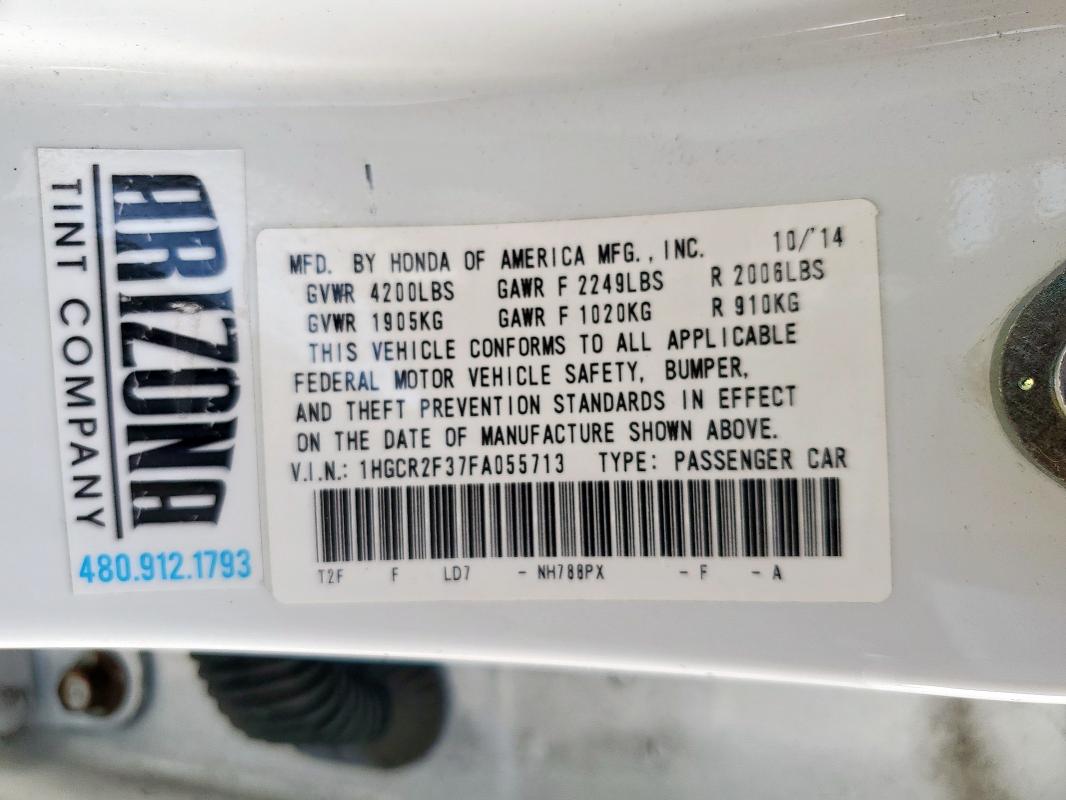 ARIZONA
TINT COMPANY
480.912.1793
MFD. BY HONDA OF AMERICA MFG., INC. 10/'14
GVWR 4200LBS GAWR F 2249LBS R 2006LBS
GVWR 1905KG GAWR F 1020KG R 910KG
THIS VEHICLE CONFORMS TO ALL APPLICABLE
FEDERAL MOTOR VEHICLE SAFETY, BUMPER,
AND THEFT PREVENTION STANDARDS IN EFFECT
ON THE DATE OF MANUFACTURE SHOWN ABOVE.
V.I.N.: 1HGCR2F37FA055713 TYPE: PASSENGER CAR
T2F F LD7 - NH788PX - F - A